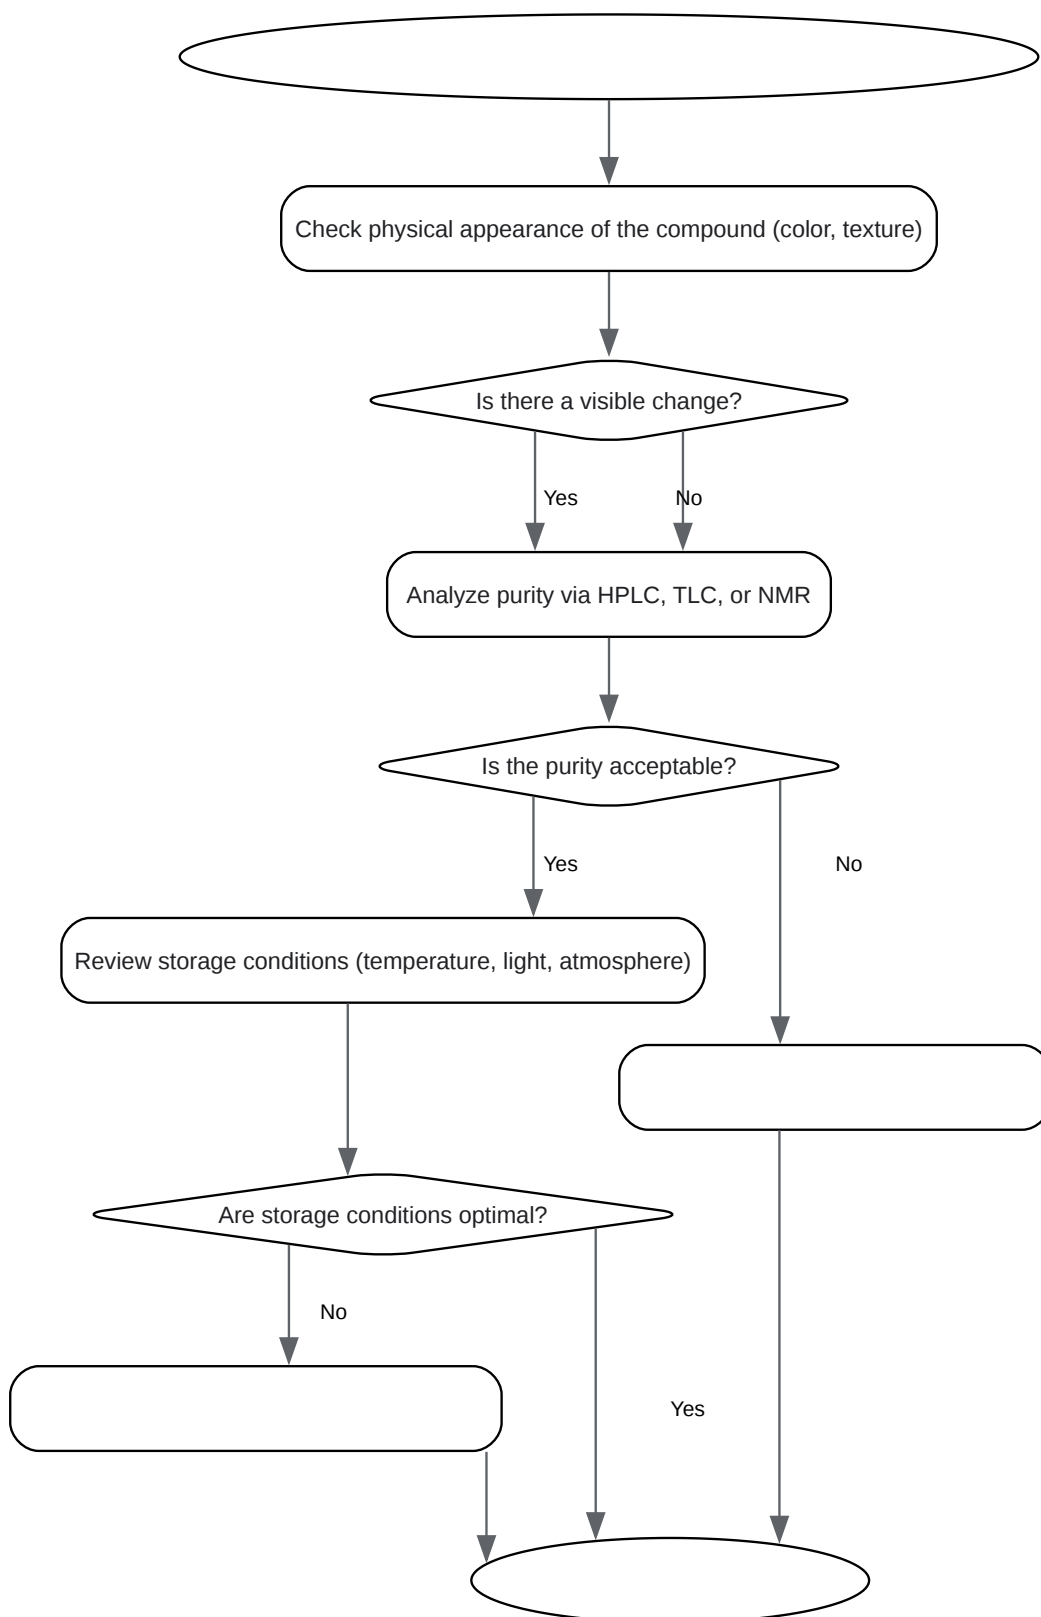 Check physical appearance of the compound (color, texture)
Is there a visible change?
Yes
No
Analyze purity via HPLC, TLC, or NMR
Is the purity acceptable?
Yes
No
Review storage conditions (temperature, light, atmosphere)
Are storage conditions optimal?
No
Yes